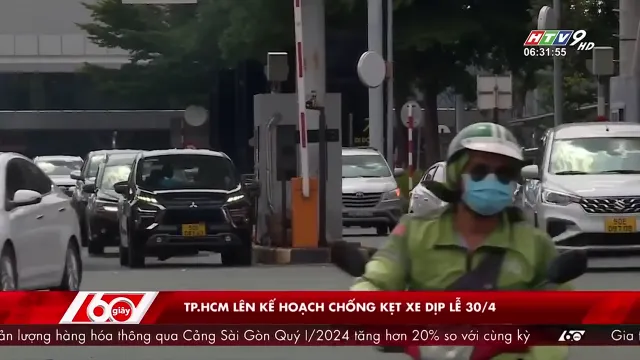 HTV9 HD
06:31:55
60 giây
TP.HCM LÊN KẾ HOẠCH CHỐNG KẸT XE DỊP LỄ 30/4
ản lượng hàng hóa thông qua Cảng Sài Gòn Quý I/2024 tăng hơn 20% so với cùng kỳ
60
Gia